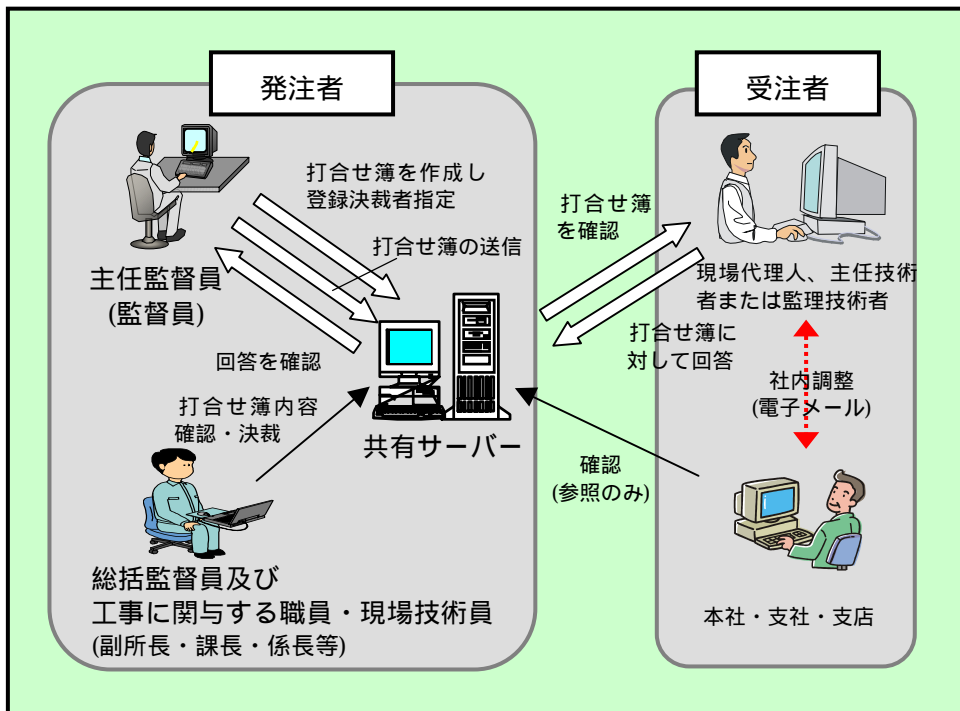 発注者
受注者
打合せ簿を作成し
登録決裁者指定
打合せ簿の送信
主任監督員
(監督員)
回答を確認
打合せ簿内容
確認・決裁
共有サーバー
総括監督員及び
工事に関与する職員・現場技術員
(副所長・課長・係長等)
打合せ簿
を確認
打合せ簿に
対して回答
確認
(参照のみ)
現場代理人、主任技術
者または監理技術者
社内調整
(電子メール)
本社・支社・支店